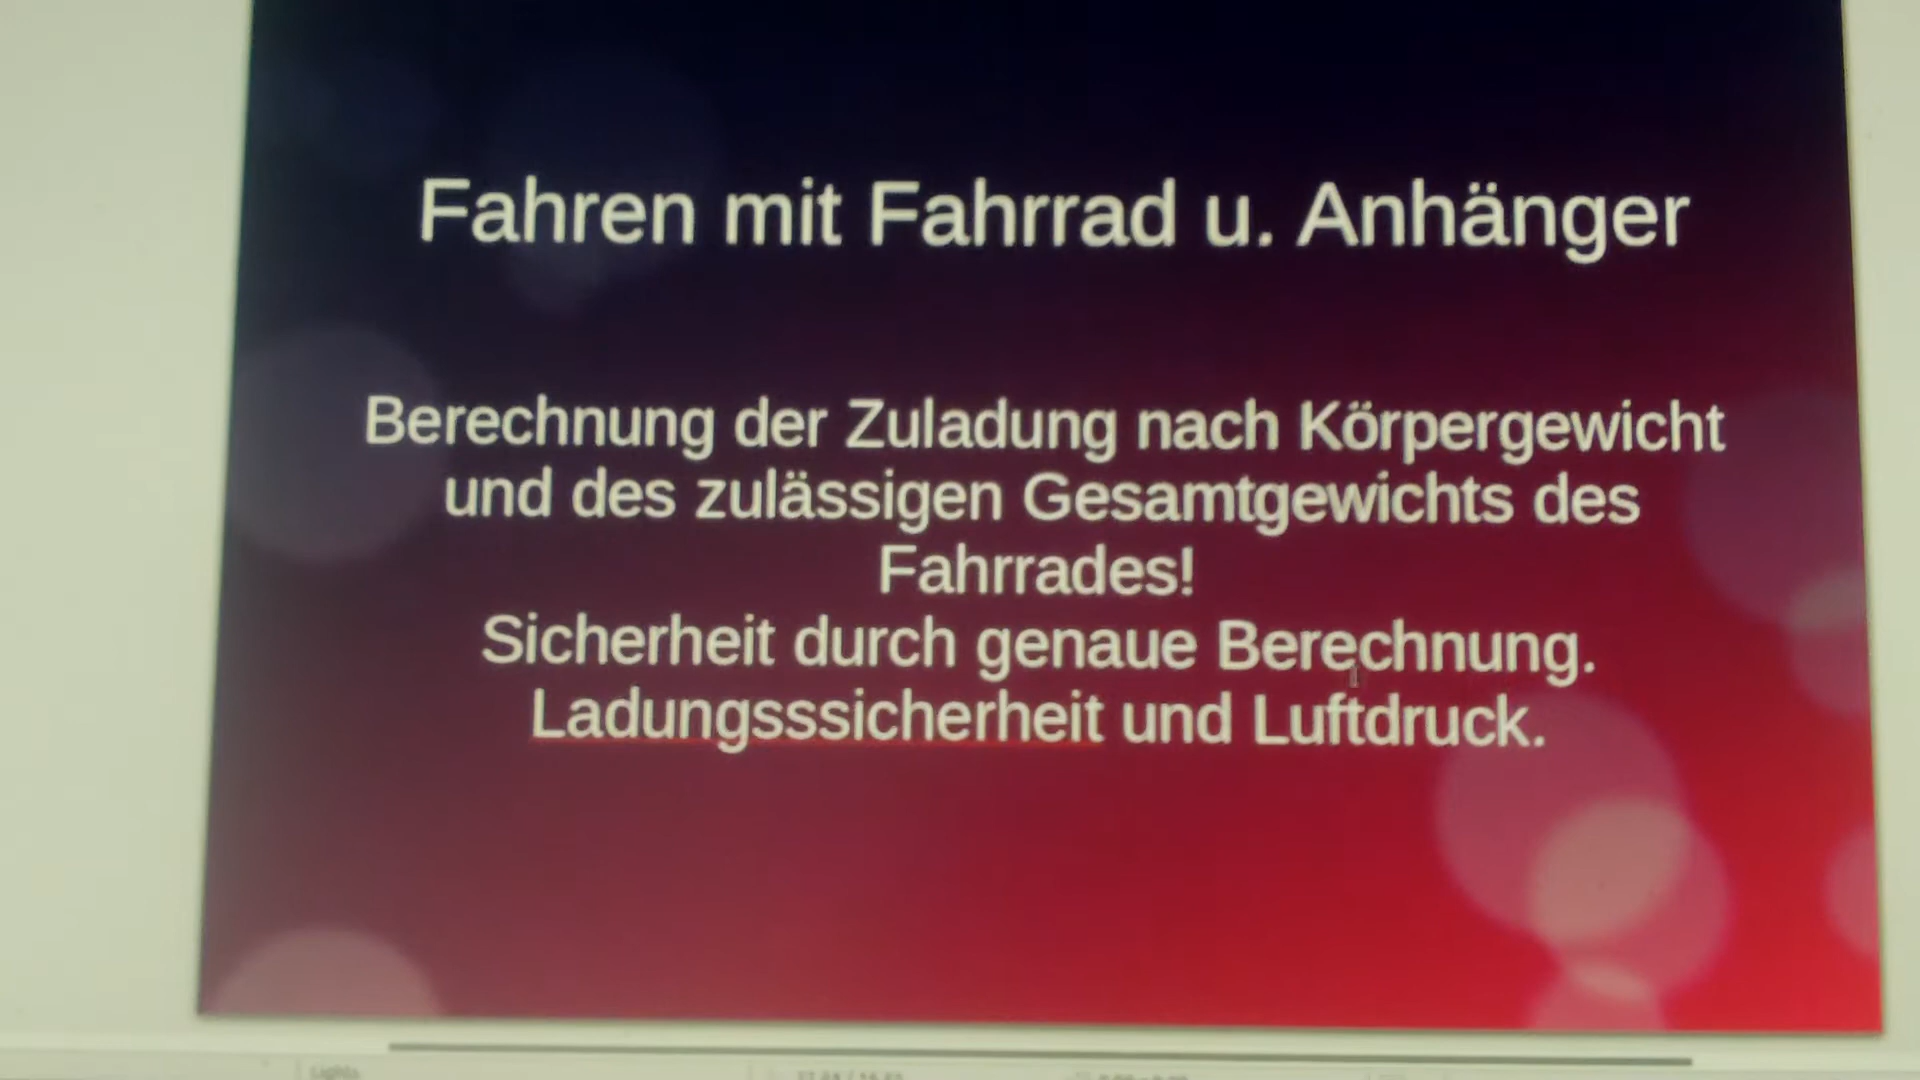 Fahren mit Fahrrad u. Anhänger
Berechnung der Zuladung nach Körpergewicht
und des zulässigen Gesamtgewichts des
Fahrrades!
Sicherheit durch genaue Berechnung.
Ladungsssicherheit und Luftdruck.
Lights